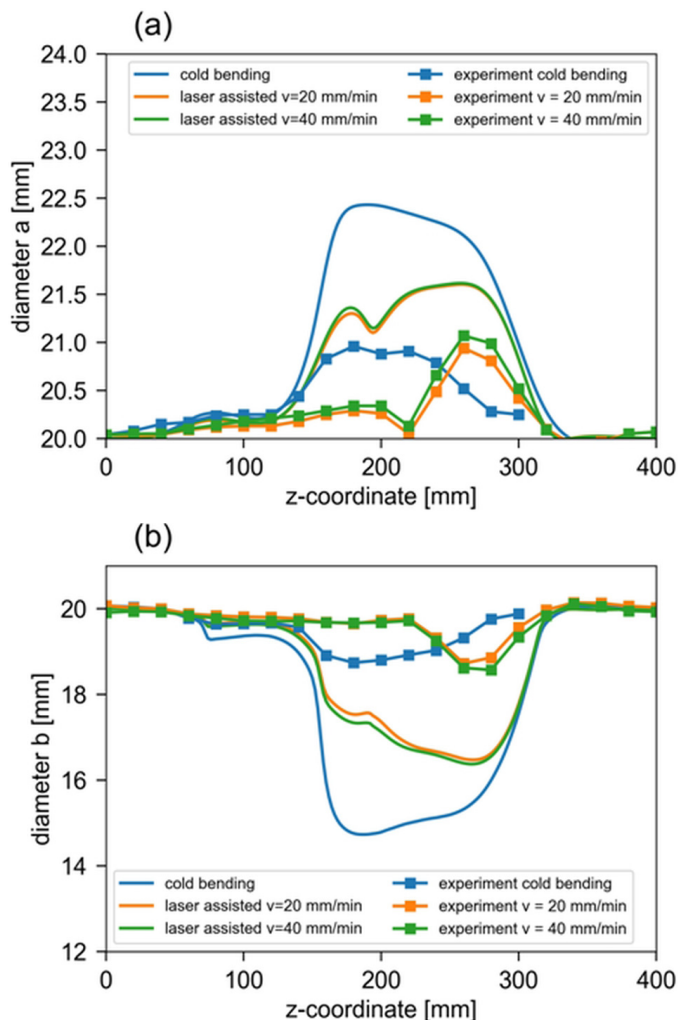 (a)
24.0
23.5
23.0
22.5
22.0
21.5
21.0
20.5
20.0
diameter a [mm]
cold bending
laser assisted v=20 mm/min
laser assisted v=40 mm/min
experiment cold bending
experiment v = 20 mm/min
experiment v = 40 mm/min
0 100 200 300 400
z-coordinate [mm]
(b)
20
18
16
14
12
diameter b [mm]
cold bending
laser assisted v=20 mm/min
laser assisted v=40 mm/min
experiment cold bending
experiment v = 20 mm/min
experiment v = 40 mm/min
0 100 200 300 400
z-coordinate [mm]